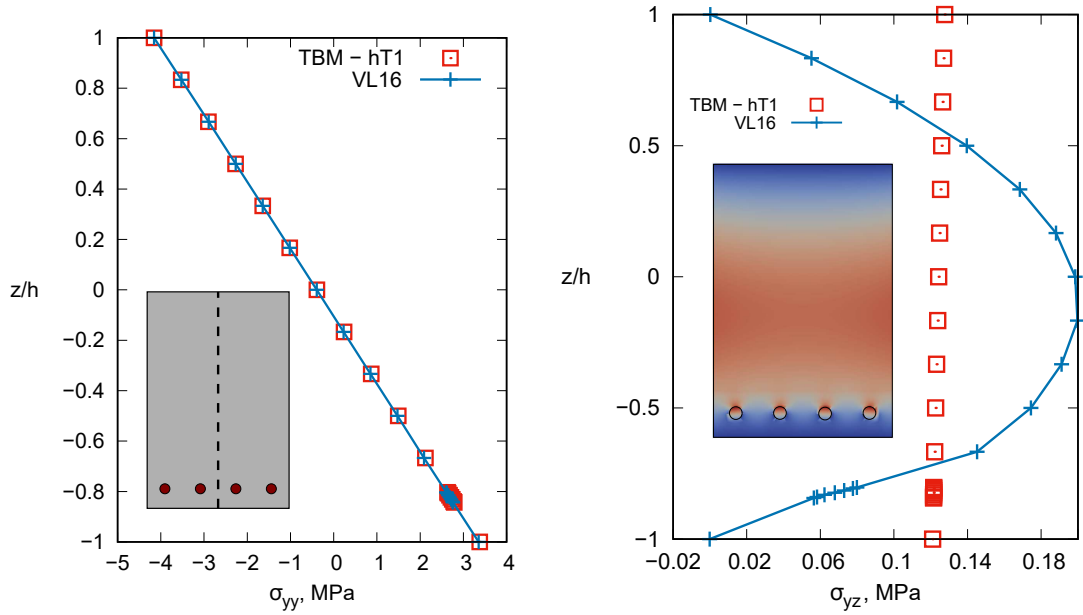 1
0.8
0.6
0.4
0.2
0
−0.2
−0.4
−0.6
−0.8
−1
z/h
TBM − hT1
VL16
−5 −4 −3 −2 −1 0 1 2 3 4
σyy, MPa
1
0.5
0
−0.5
−1
z/h
TBM − hT1
VL16
−0.02 0.02 0.06 0.1 0.14 0.18
σyz, MPa